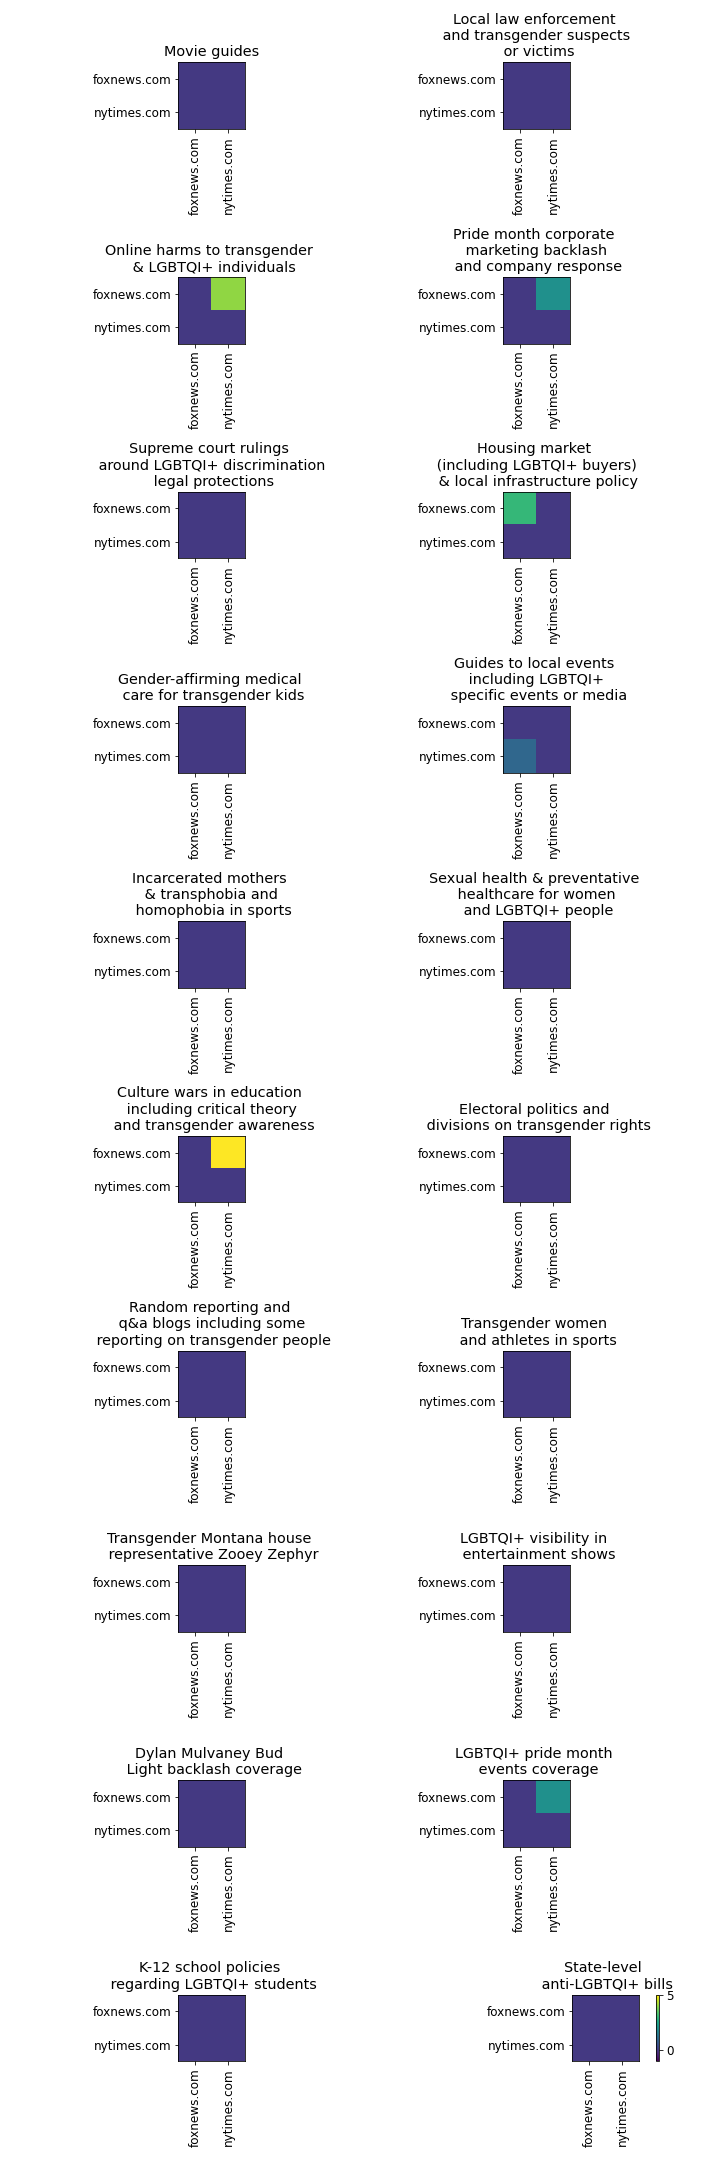 Movie guides
foxnews.com
nytimes.com
foxnews.com
nytimes.com
Local law enforcement
and transgender suspects
or victims
foxnews.com
nytimes.com
foxnews.com
nytimes.com
Online harms to transgender
& LGBTQI+ individuals
foxnews.com
nytimes.com
foxnews.com
nytimes.com
Pride month corporate
marketing backlash
and company response
foxnews.com
nytimes.com
foxnews.com
nytimes.com
Supreme court rulings
around LGBTQI+ discrimination
legal protections
foxnews.com
nytimes.com
foxnews.com
nytimes.com
Housing market
(including LGBTQI+ buyers)
& local infrastructure policy
foxnews.com
nytimes.com
foxnews.com
nytimes.com
Gender-affirming medical
care for transgender kids
foxnews.com
nytimes.com
foxnews.com
nytimes.com
Guides to local events
including LGBTQI+
specific events or media
foxnews.com
nytimes.com
foxnews.com
nytimes.com
Incarcerated mothers
& transphobia and
homophobia in sports
foxnews.com
nytimes.com
foxnews.com
nytimes.com
Sexual health & preventative
healthcare for women
and LGBTQI+ people
foxnews.com
nytimes.com
foxnews.com
nytimes.com
Culture wars in education
including critical theory
and transgender awareness
foxnews.com
nytimes.com
foxnews.com
nytimes.com
Electoral politics and
divisions on transgender rights
foxnews.com
nytimes.com
foxnews.com
nytimes.com
Random reporting and
q&a blogs including some
reporting on transgender people
foxnews.com
nytimes.com
foxnews.com
nytimes.com
Transgender women
and athletes in sports
foxnews.com
nytimes.com
foxnews.com
nytimes.com
Transgender Montana house
representative Zooey Zephyr
foxnews.com
nytimes.com
foxnews.com
nytimes.com
LGBTQI+ visibility in
entertainment shows
foxnews.com
nytimes.com
foxnews.com
nytimes.com
Dylan Mulvaney Bud
Light backlash coverage
foxnews.com
nytimes.com
foxnews.com
nytimes.com
LGBTQI+ pride month
events coverage
foxnews.com
nytimes.com
foxnews.com
nytimes.com
K-12 school policies
regarding LGBTQI+ students
foxnews.com
nytimes.com
foxnews.com
nytimes.com
State-level
anti-LGBTQI+ bills
foxnews.com
nytimes.com
foxnews.com
nytimes.com
5
0